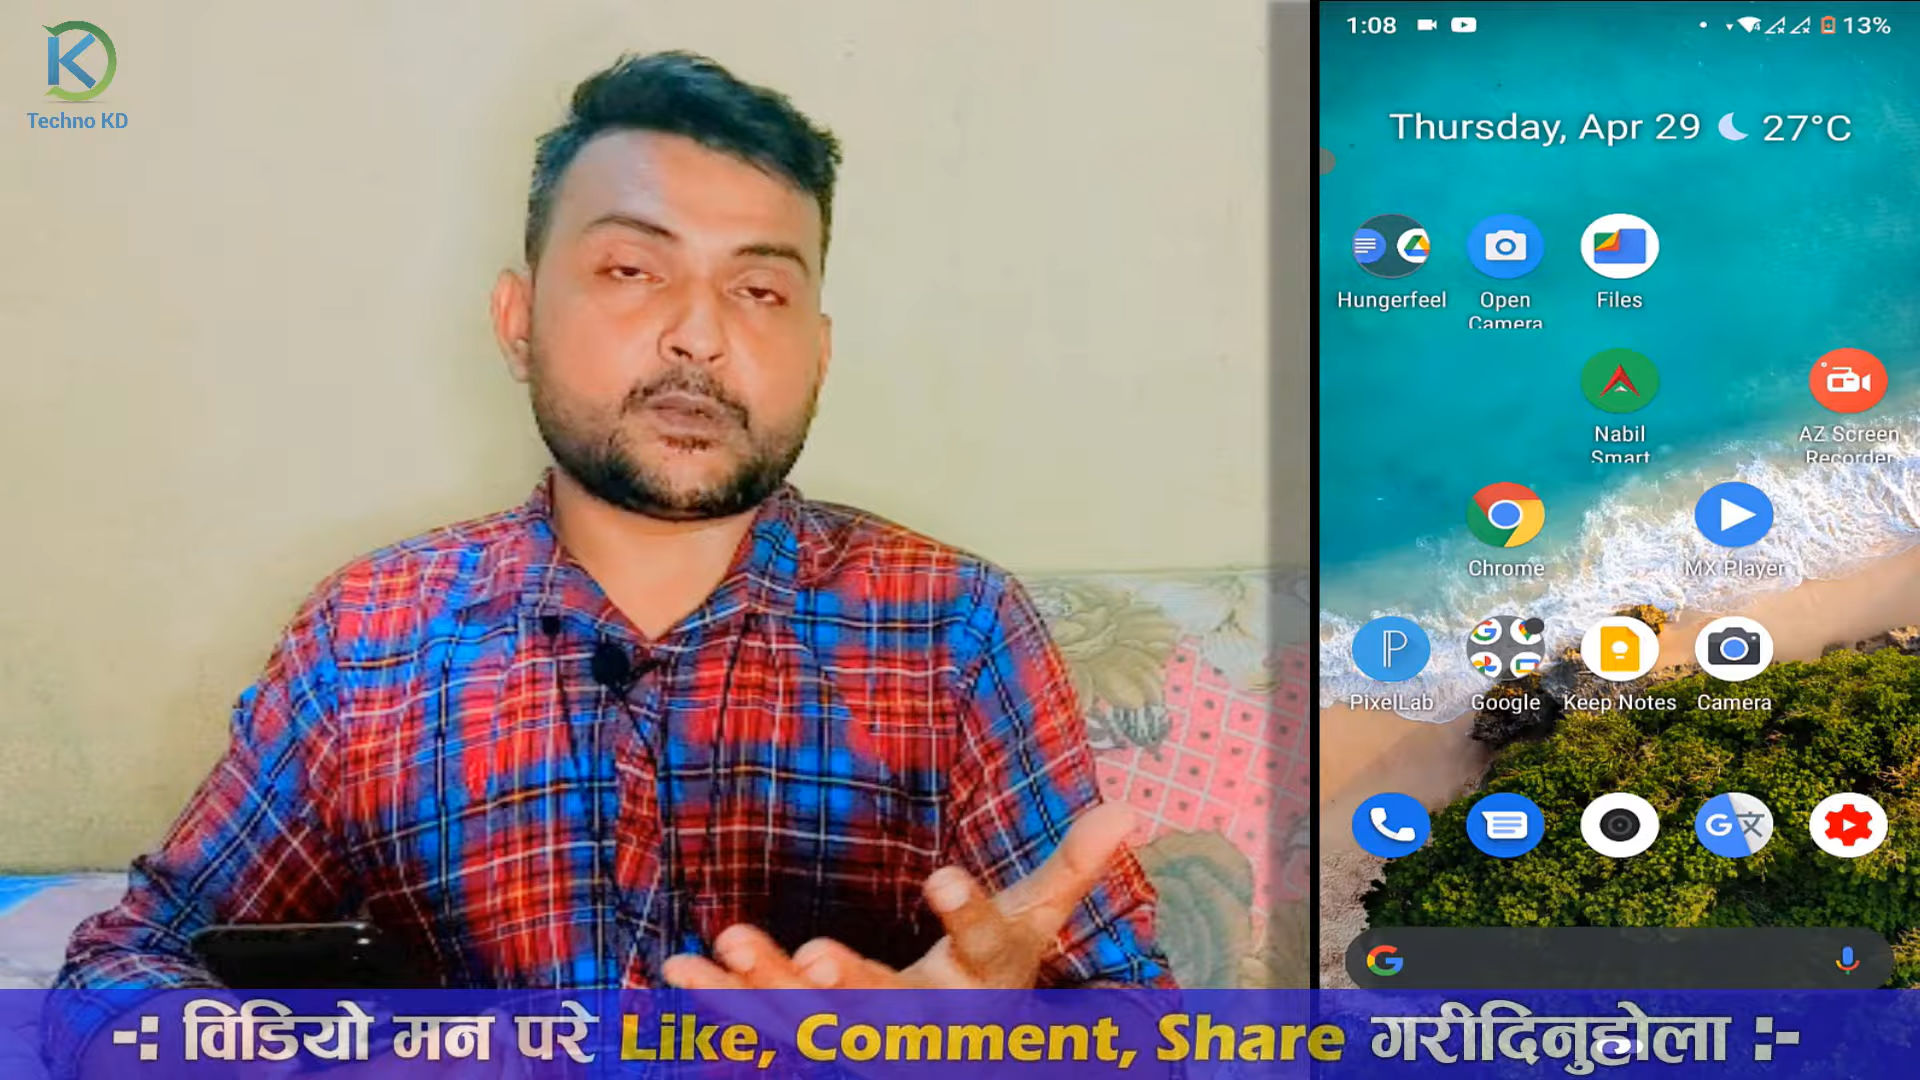 K
Techno KD
1:08
13%
Thursday, Apr 29 27°C
Hungerfeel
Open Camera
Files
Nabil Smart
AZ Screen Recorder
Chrome
MX Player
PixelLab
Google
Keep Notes
Camera
-: विडियो मन परे Like, Comment, Share गरीदिनुहोला :-